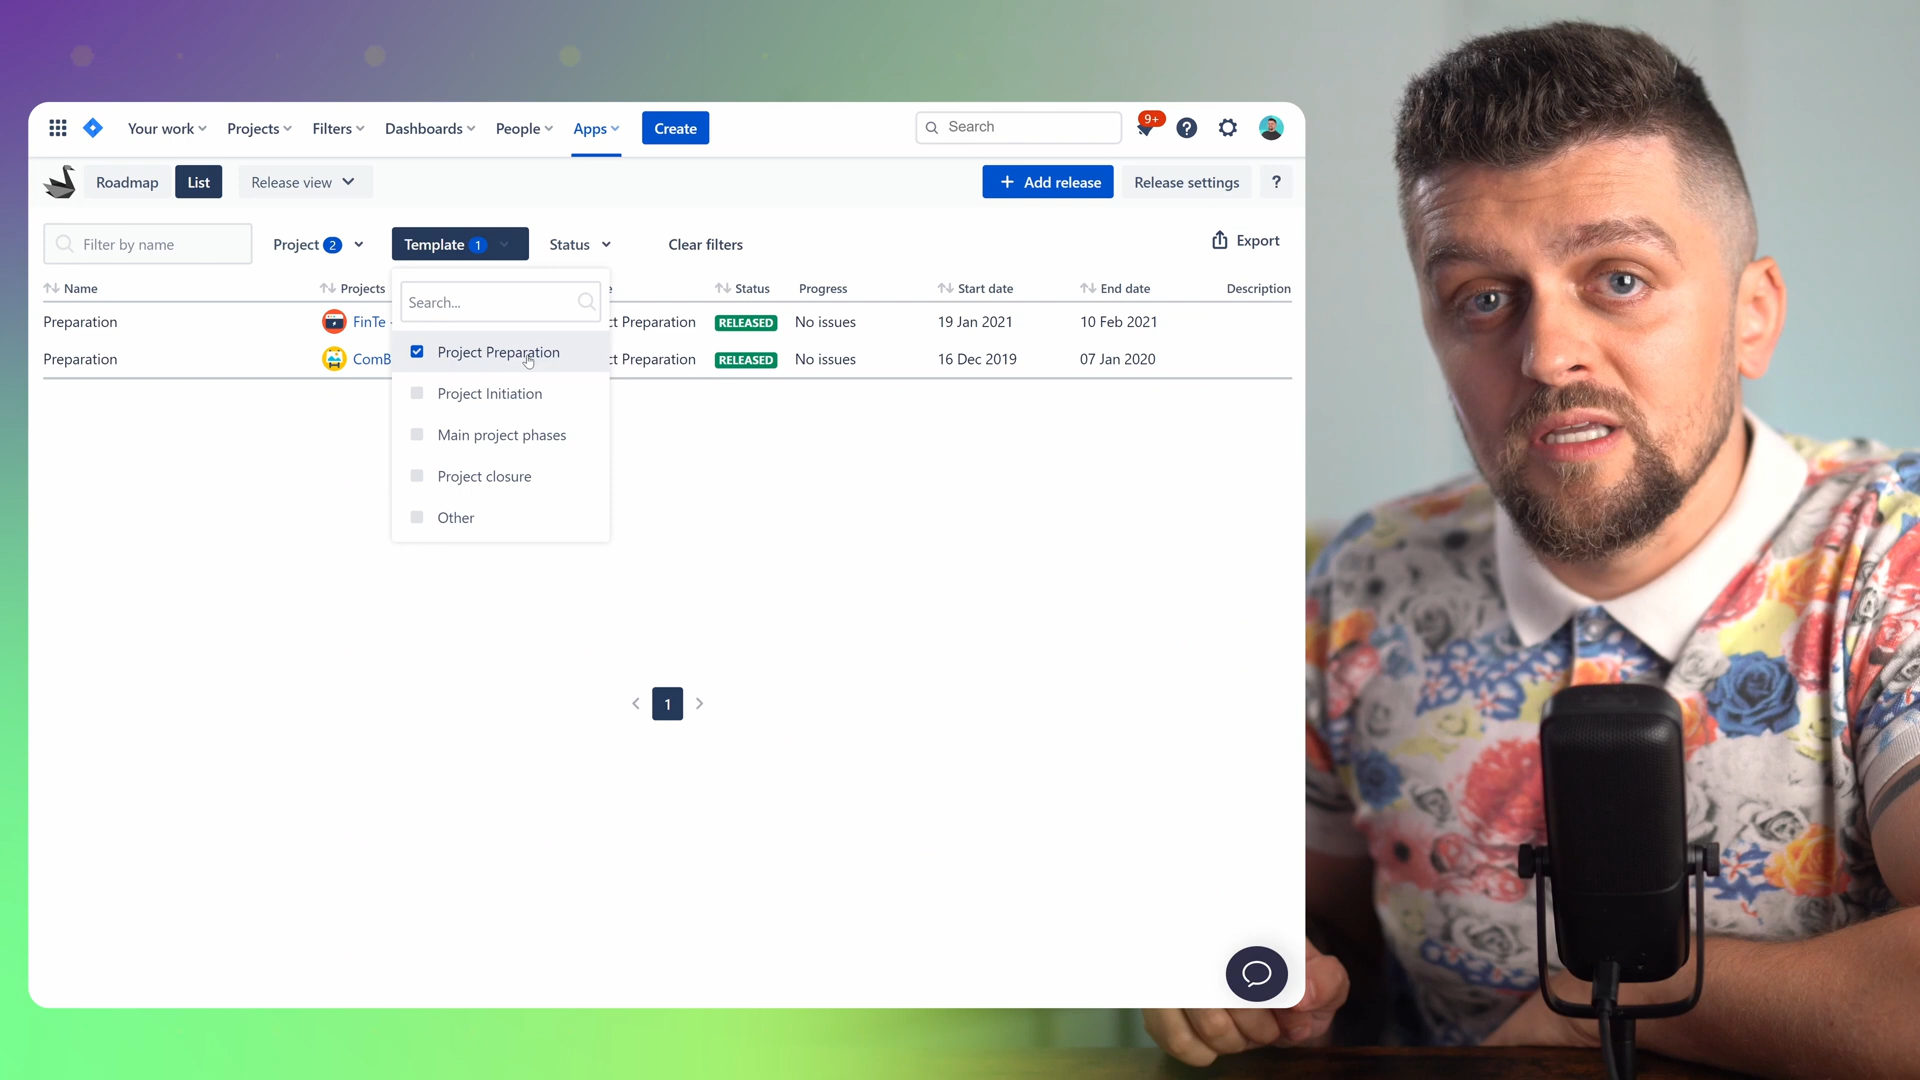 Your work Projects Filters Dashboards People Apps Create Search 9+
Roadmap List Release view + Add release Release settings ?
Filter by name Project 2 Template 1 Status Clear filters Export
Name Projects Status Progress Start date End date Description
Search...
Preparation FinTe ct Preparation RELEASED No issues 19 Jan 2021 10 Feb 2021
Project Preparation
Preparation ComB ct Preparation RELEASED No issues 16 Dec 2019 07 Jan 2020
Project Initiation
Main project phases
Project closure
Other
1